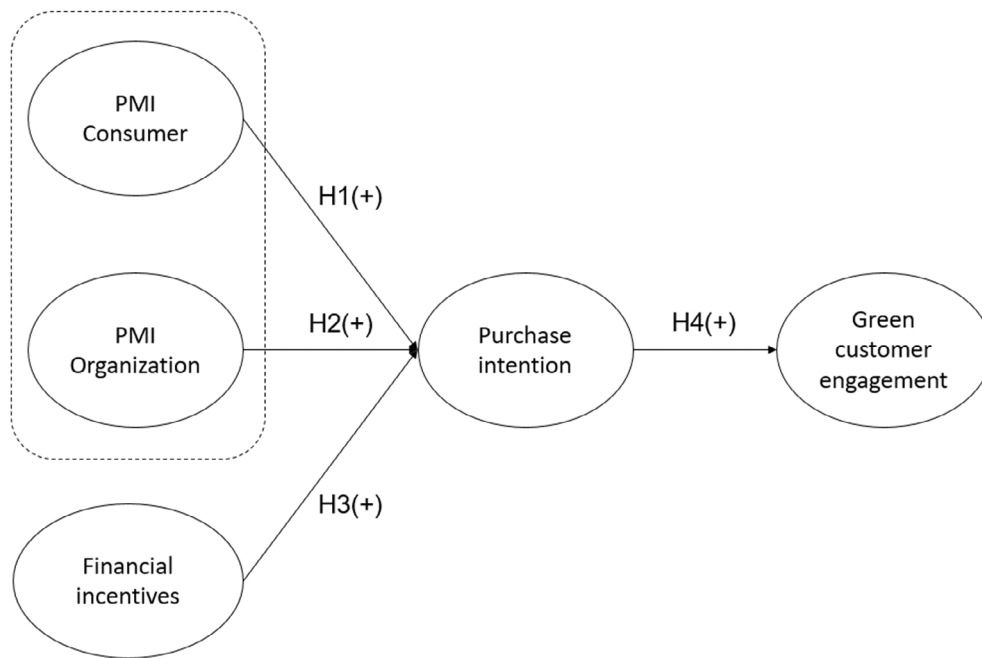 PMI
Consumer
H1(+)
PMI
Organization
H2(+)
Purchase
intention
H4(+)
Green
customer
engagement
H3(+)
Financial
incentives